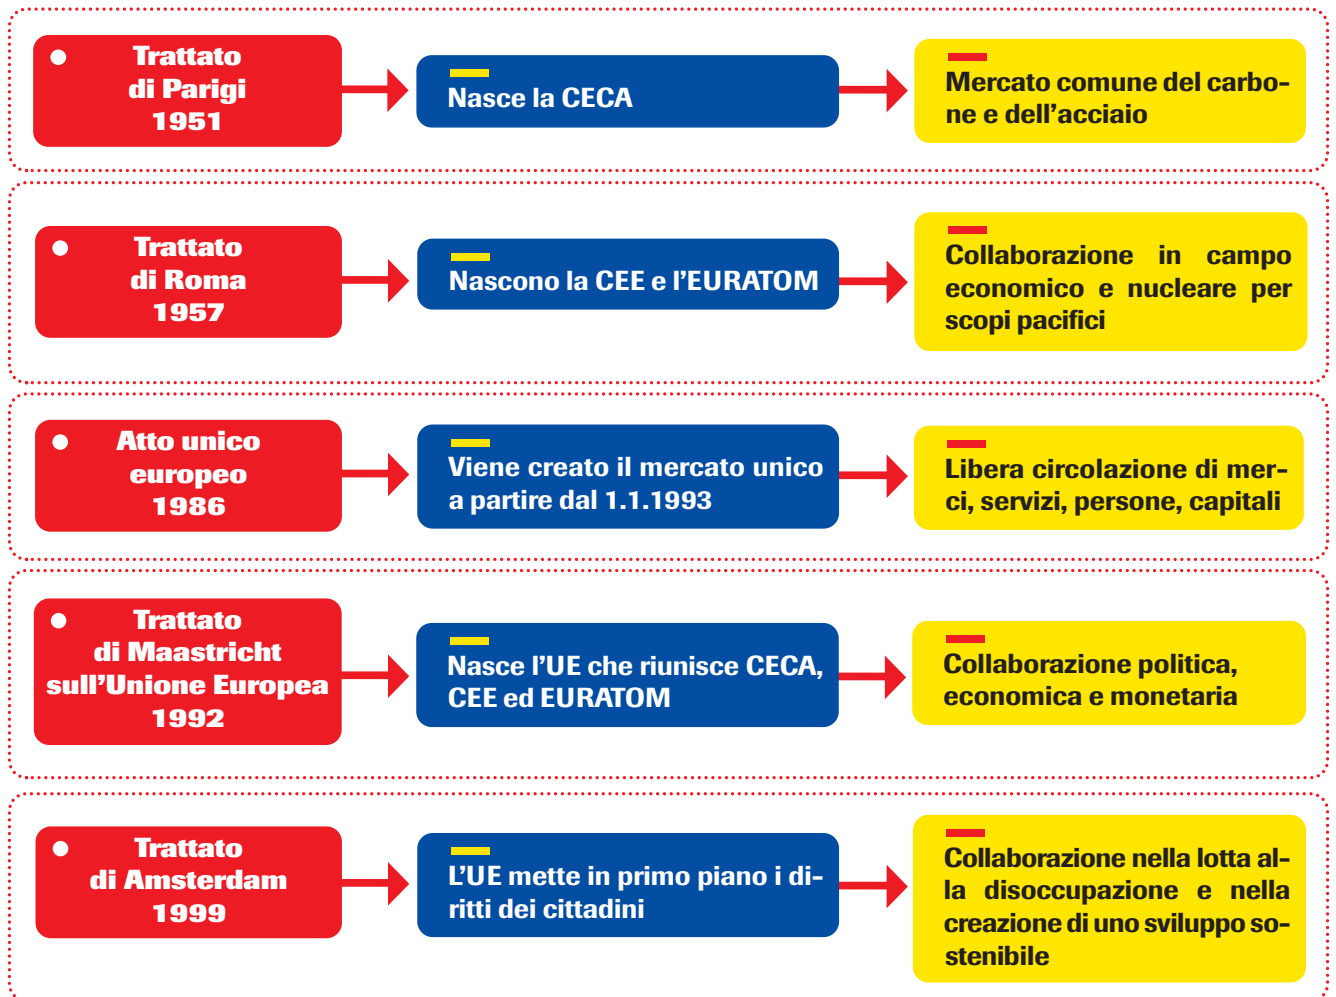 Trattato
di Parigi
1951
Nasce la CECA
Mercato comune del carbo-
ne e dell'acciaio
Trattato
di Roma
1957
Nascono la CEE e l'EURATOM
Collaborazione in campo
economico e nucleare per
scopi pacifici
Atto unico
europeo
1986
Viene creato il mercato unico
a partire dal 1.1.1993
Libera circolazione di mer-
ci, servizi, persone, capitali
Trattato
di Maastricht
sull'Unione Europea
1992
Nasce l'UE che riunisce CECA,
CEE ed EURATOM
Collaborazione politica,
economica e monetaria
Trattato
di Amsterdam
1999
L'UE mette in primo piano i di-
ritti dei cittadini
Collaborazione nella lotta al-
la disoccupazione e nella
creazione di uno sviluppo so-
stenibile